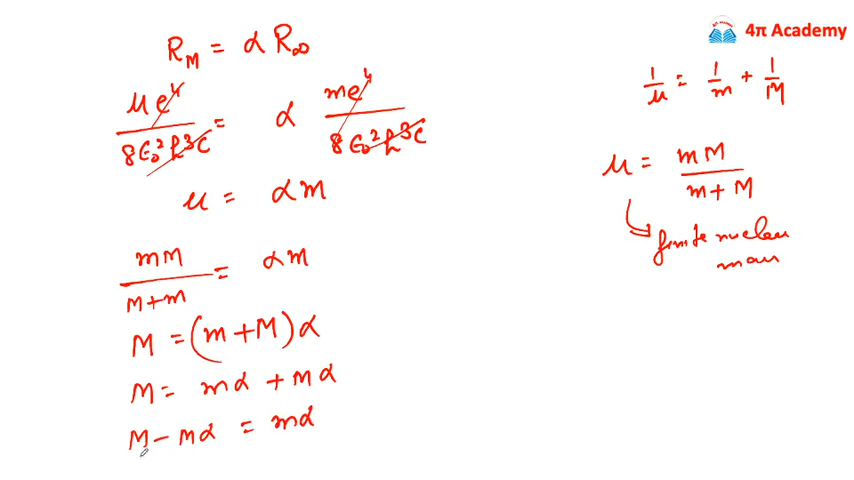 4π Academy
R_M = α R_∞
μe⁴ / 8ε₀²h³c = α me⁴ / 8ε₀²h³c
μ = αm
mM / M+m = αm
M = (m + M)α
M = mα + Mα
M - Mα = mα
1/μ = 1/m + 1/M
μ = mM / m + M
finite nuclear
mass